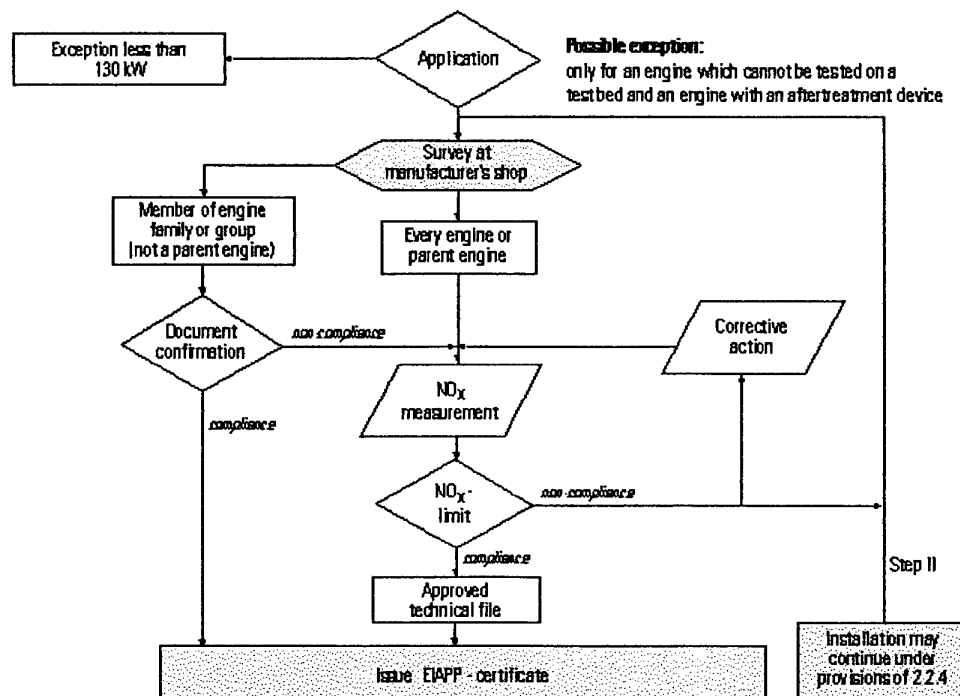 Exception less than
130 kW
Application
Possible exception:
only for an engine which cannot be tested on a
testbed and an engine with an aftertreatment device
Survey at
manufacturer's shop
Member of engine
family or group
(not a parent engine)
Every engine or
parent engine
Document
confirmation
non-compliance
Corrective
action
NOx
measurement
compliance
NOx-
limit
non-compliance
compliance
Approved
technical file
Step II
Installation may
continue under
provisions of 2.2.4
Issue EIAPP - certificate